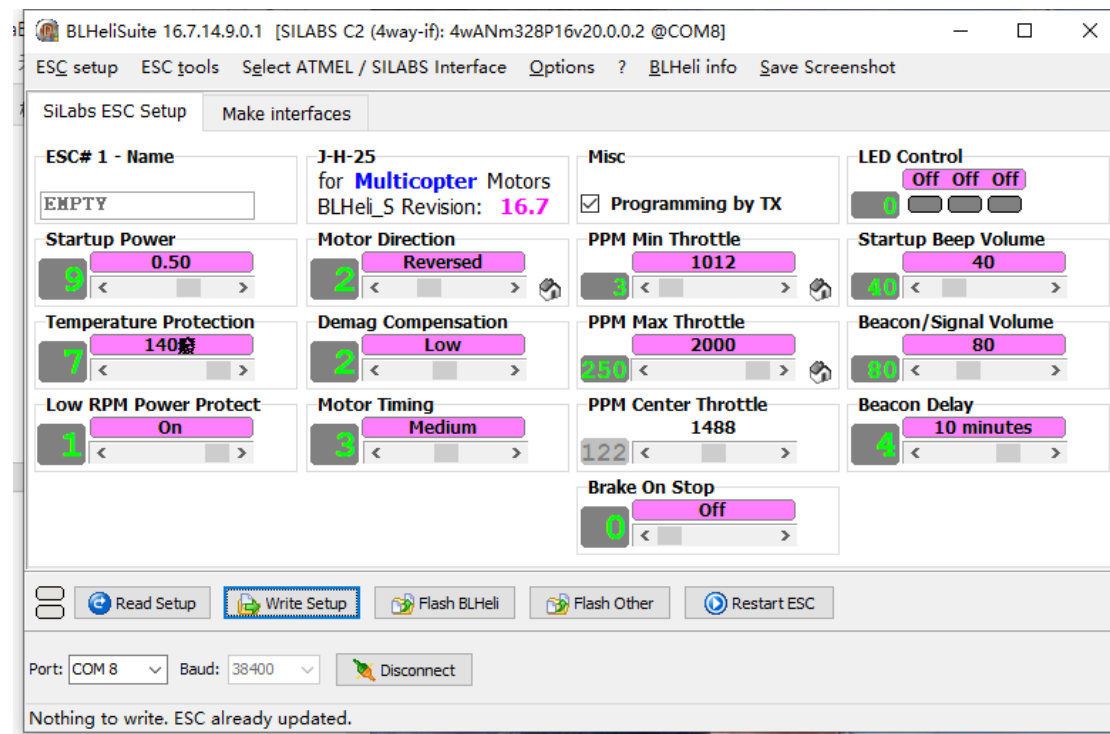 BLHeliSuite 16.7.14.9.0.1 [SILABS C2 (4way-if): 4wANm328P16v20.0.0.2 @COM8]
ESC setup ESC tools Select ATMEL / SILABS Interface Options ? BLHeli info Save Screenshot
SiLabs ESC Setup Make interfaces
ESC# 1 - Name
EMPTY
J-H-25
for Multicopter Motors
BLHeli_S Revision: 16.7
Misc
Programming by TX
LED Control
Off Off Off
0
Startup Power
0.50
9
Motor Direction
Reversed
2
PPM Min Throttle
1012
3
Startup Beep Volume
40
40
Temperature Protection
140癈
7
Demag Compensation
Low
2
PPM Max Throttle
2000
250
Beacon/Signal Volume
80
80
Low RPM Power Protect
On
1
Motor Timing
Medium
3
PPM Center Throttle
1488
122
Beacon Delay
10 minutes
4
Brake On Stop
Off
0
Read Setup Write Setup Flash BLHeli Flash Other Restart ESC
Port: COM 8 Baud: 38400 Disconnect
Nothing to write. ESC already updated.